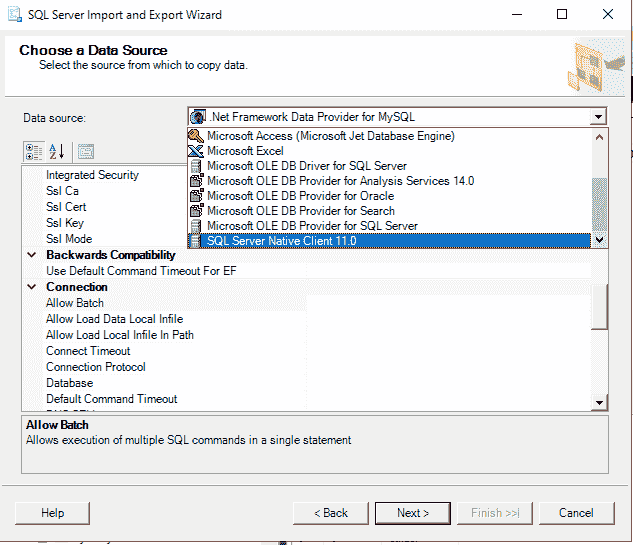 SQL Server Import and Export Wizard
Choose a Data Source
Select the source from which to copy data.
Data source:
.Net Framework Data Provider for MySQL
Microsoft Access (Microsoft Jet Database Engine)
Microsoft Excel
Microsoft OLE DB Driver for SQL Server
Microsoft OLE DB Provider for Analysis Services 14.0
Microsoft OLE DB Provider for Oracle
Microsoft OLE DB Provider for Search
Microsoft OLE DB Provider for SQL Server
SQL Server Native Client 11.0
Integrated Security
Ssl Ca
Ssl Cert
Ssl Key
Ssl Mode
Backwards Compatibility
Use Default Command Timeout For EF
Connection
Allow Batch
Allow Load Data Local Infile
Allow Load Local Infile In Path
Connect Timeout
Connection Protocol
Database
Default Command Timeout
Allow Batch
Allows execution of multiple SQL commands in a single statement
Help
< Back
Next >
Finish >>|
Cancel